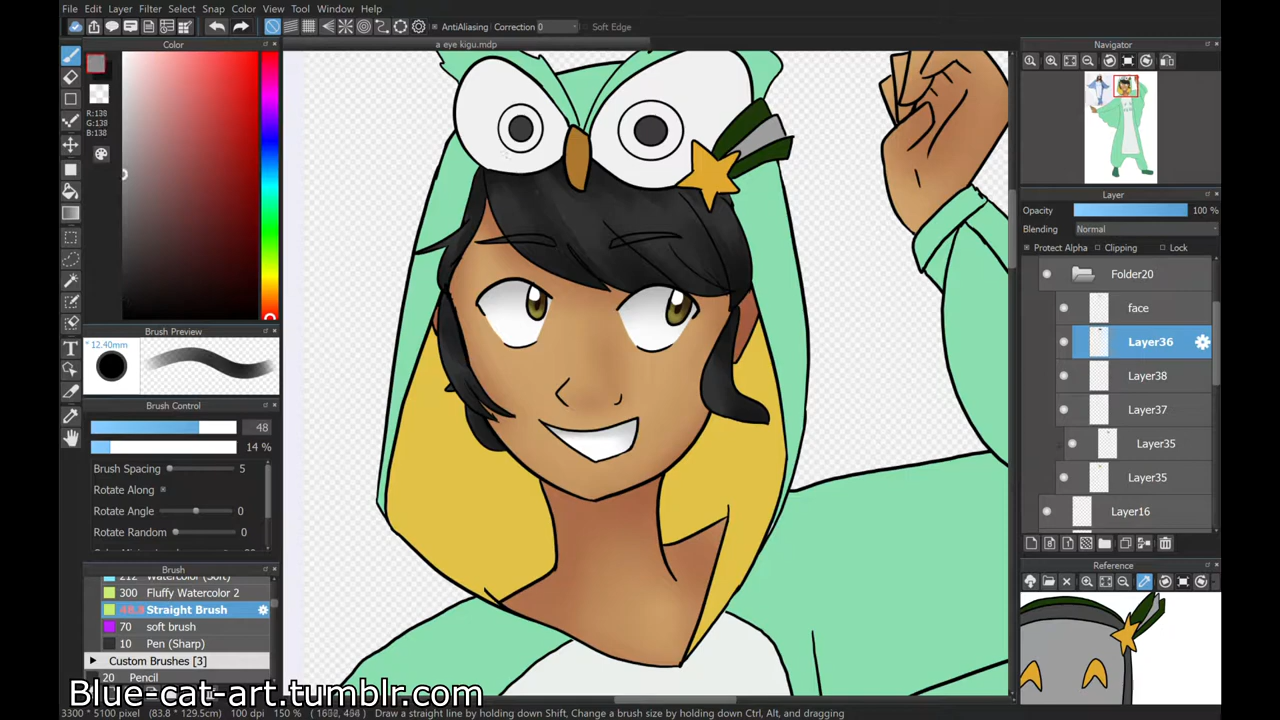 File Edit Layer Filter Select Snap Color View Tool Window Help
AntiAliasing Correction 0 Soft Edge
Color
a eye kigu.mdp
Navigator
R:138
G:138
B:138
Layer
Opacity 100 %
Blending Normal
Protect Alpha Clipping Lock
Folder20
face
Layer36
Layer38
Layer37
Layer35
Layer35
Layer16
Brush Preview
* 12.40mm
Brush Control
48
14 %
Brush Spacing 5
Rotate Along
Rotate Angle 0
Rotate Random 0
Brush
212 Watercolor (Soft)
300 Fluffy Watercolor 2
Straight Brush
70 soft brush
10 Pen (Sharp)
Custom Brushes [3]
20 Pencil
Reference
Blue-cat-art.tumblr.com
3300 * 5100 pixel (83.8 * 129.5cm) 100 dpi 150 % Draw a straight line by holding down Shift, Change a brush size by holding down Ctrl, Alt, and dragging